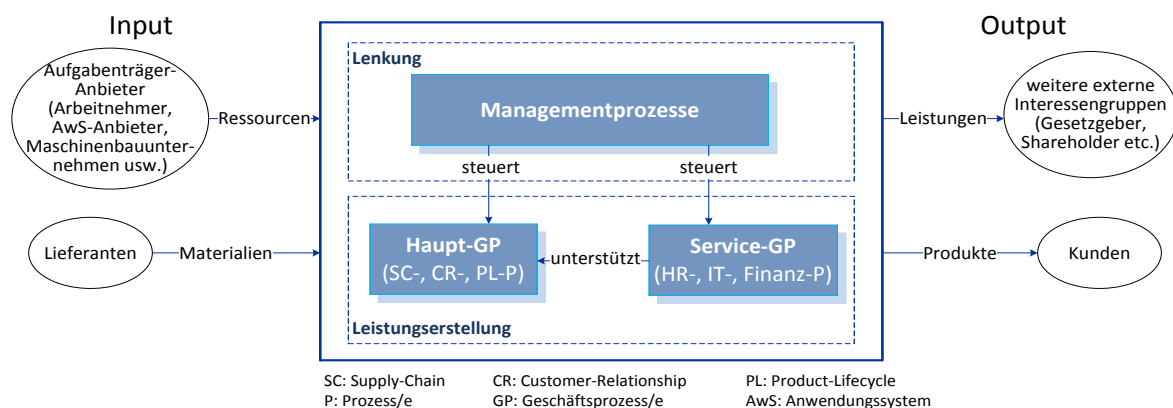 Input
Output
Aufgabenträger-
Anbieter
(Arbeitnehmer,
AwS-Anbieter,
Maschinenbauunter-
nehmen usw.)
Ressourcen
Lenkung
Managementprozesse
steuert
steuert
Leistungen
weitere externe
Interessengruppen
(Gesetzgeber,
Shareholder etc.)
Lieferanten
Materialien
Haupt-GP
(SC-, CR-, PL-P)
unterstützt
Service-GP
(HR-, IT-, Finanz-P)
Produkte
Kunden
Leistungserstellung
SC: Supply-Chain
CR: Customer-Relationship
PL: Product-Lifecycle
P: Prozess/e
GP: Geschäftsprozess/e
AwS: Anwendungssystem